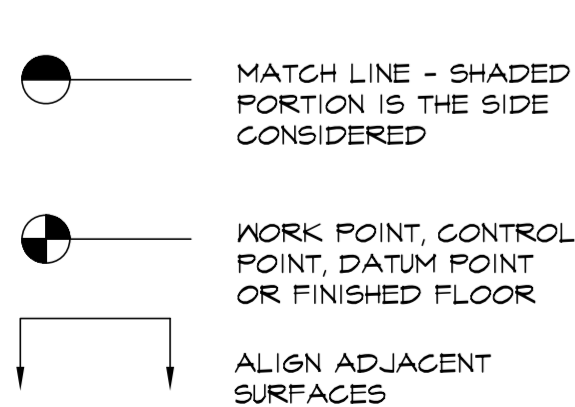 MATCH LINE - SHADED
PORTION IS THE SIDE
CONSIDERED
WORK POINT, CONTROL
POINT, DATUM POINT
OR FINISHED FLOOR
ALIGN ADJACENT
SURFACES